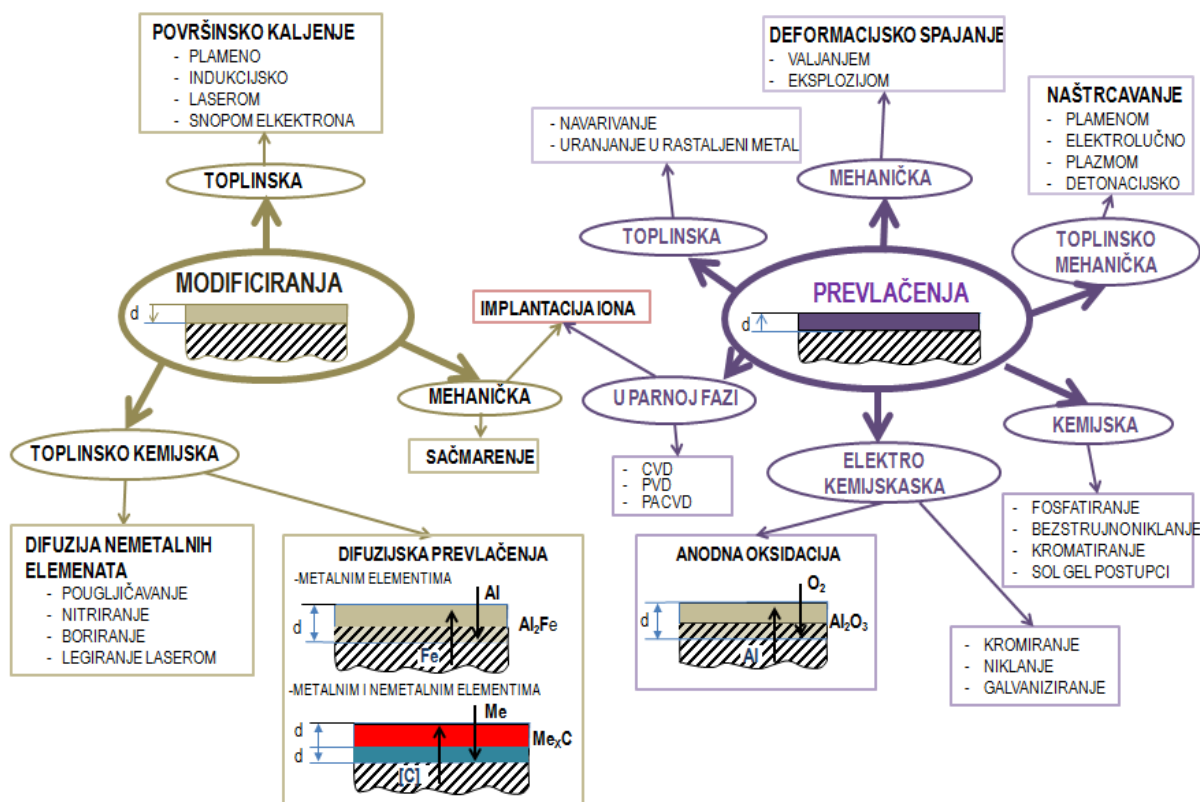 POVRŠINSKO KALJENJE
- PLAMENO
- INDUKCIJSKO
- LASEROM
- SNOPOM ELKEKTRONA
TOPLINSKA
MODIFICIRANJA
d
TOPLINSKO KEMIJSKA
MEHANIČKA
SAČMARENJE
IMPLANTACIJA IONA
DIFUZIJA NEMETALNIH
ELEMENATA
- POUGLJIČAVANJE
- NITRIRANJE
- BORIRANJE
- LEGIRANJE LASEROM
DIFUZIJSKA PREVLAČENJA
-METALNIM ELEMENTIMA
Al
d
Al₂Fe
Fe
-METALNIM I NEMETALNIM ELEMENTIMA
Me
d
MeₓC
d
[C]
DEFORMACIJSKO SPAJANJE
- VALJANJEM
- EKSPLOZIJOM
- NAVARIVANJE
- URANJANJE U RASTALJENI METAL
NAŠTRCAVANJE
- PLAMENOM
- ELEKTROLUČNO
- PLAZMOM
- DETONACIJSKO
MEHANIČKA
TOPLINSKA
TOPLINSKO
MEHANIČKA
PREVLAČENJA
d
U PARNOJ FAZI
- CVD
- PVD
- PACVD
ELEKTRO
KEMIJSKASKA
KEMIJSKA
- FOSFATIRANJE
- BEZSTRUJNONIKLANJE
- KROMATIRANJE
- SOL GEL POSTUPCI
ANODNA OKSIDACIJA
O₂
d
Al₂O₃
Al
- KROMIRANJE
- NIKLANJE
- GALVANIZIRANJE